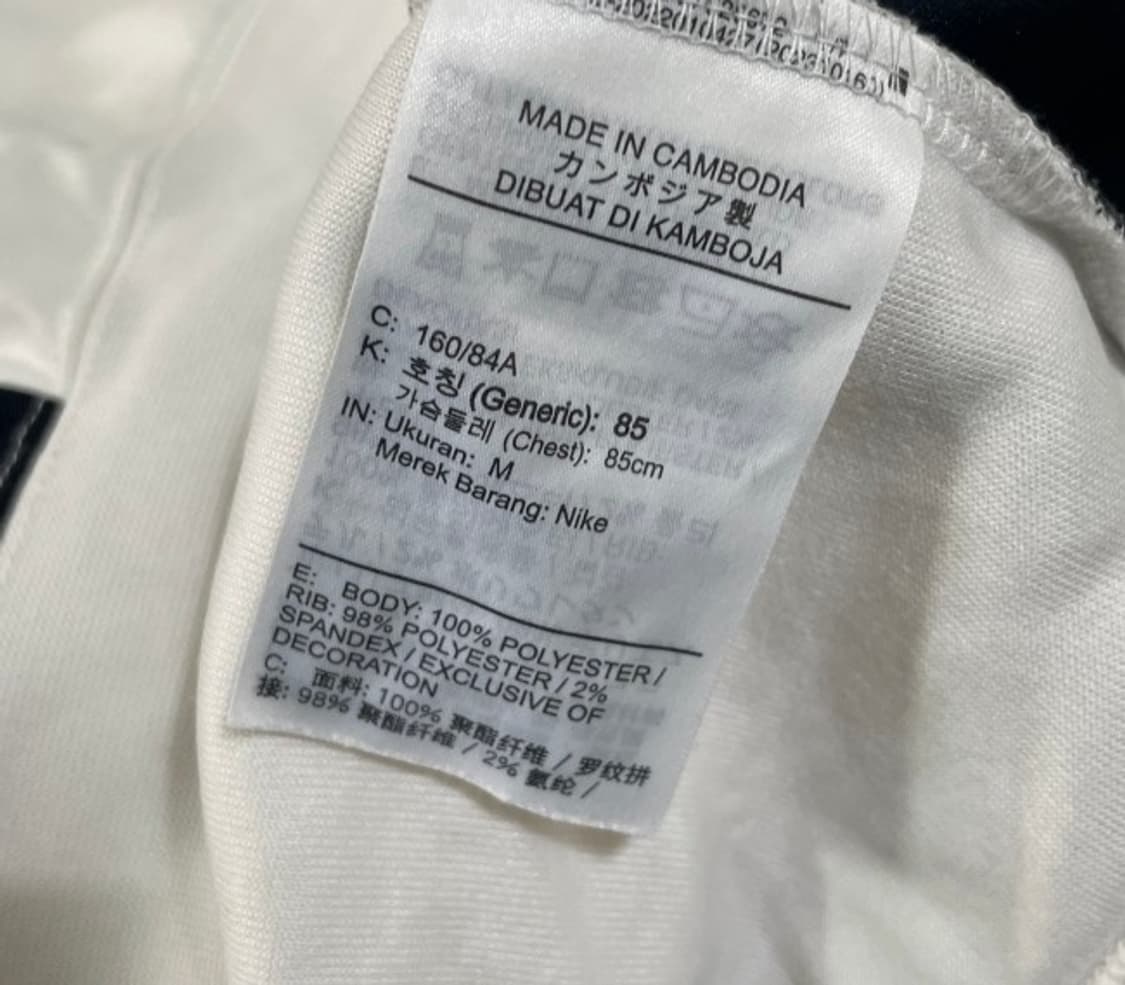 MADE IN CAMBODIA
カンボジア製
DIBUAT DI KAMBOJA
C: 160/84A
K: 호칭 (Generic): 85
가슴둘레 (Chest): 85cm
IN: Ukuran: M
Merek Barang: Nike
E: BODY: 100% POLYESTER /
RIB: 98% POLYESTER / 2%
SPANDEX / EXCLUSIVE OF
DECORATION
C: 面料: 100% 聚酯纤维 / 罗纹拼
接: 98% 聚酯纤维 / 2% 氨纶 /